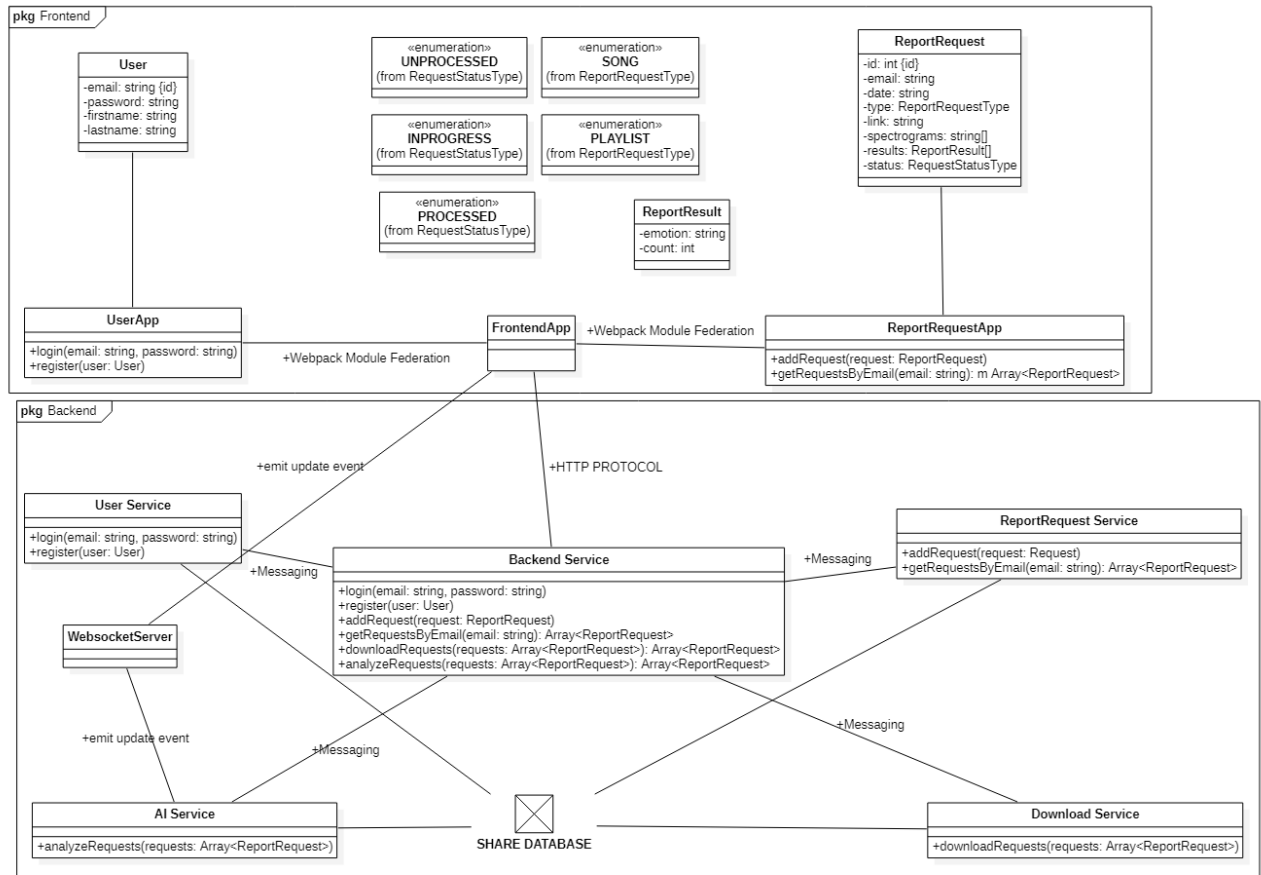 pkg Frontend
User
-email: string {id}
-password: string
-firstname: string
-lastname: string
«enumeration»
UNPROCESSED
(from RequestStatusType)
«enumeration»
SONG
(from ReportRequestType)
«enumeration»
INPROGRESS
(from RequestStatusType)
«enumeration»
PLAYLIST
(from ReportRequestType)
«enumeration»
PROCESSED
(from RequestStatusType)
ReportResult
-emotion: string
-count: int
ReportRequest
-id: int {id}
-email: string
-date: string
-type: ReportRequestType
-link: string
-spectrograms: string[]
-results: ReportResult[]
-status: RequestStatusType
UserApp
+login(email: string, password: string)
+register(user: User)
+Webpack Module Federation
FrontendApp
+Webpack Module Federation
ReportRequestApp
+addRequest(request: ReportRequest)
+getRequestsByEmail(email: string): m Array<ReportRequest>
pkg Backend
+emit update event
+HTTP PROTOCOL
User Service
+login(email: string, password: string)
+register(user: User)
+Messaging
Backend Service
+login(email: string, password: string)
+register(user: User)
+addRequest(request: ReportRequest)
+getRequestsByEmail(email: string): Array<ReportRequest>
+downloadRequests(requests: Array<ReportRequest>): Array<ReportRequest>
+analyzeRequests(requests: Array<ReportRequest>): Array<ReportRequest>
+Messaging
ReportRequest Service
+addRequest(request: Request)
+getRequestsByEmail(email: string): Array<ReportRequest>
WebsocketServer
+emit update event
+Messaging
+Messaging
AI Service
+analyzeRequests(requests: Array<ReportRequest>)
SHARE DATABASE
Download Service
+downloadRequests(requests: Array<ReportRequest>)